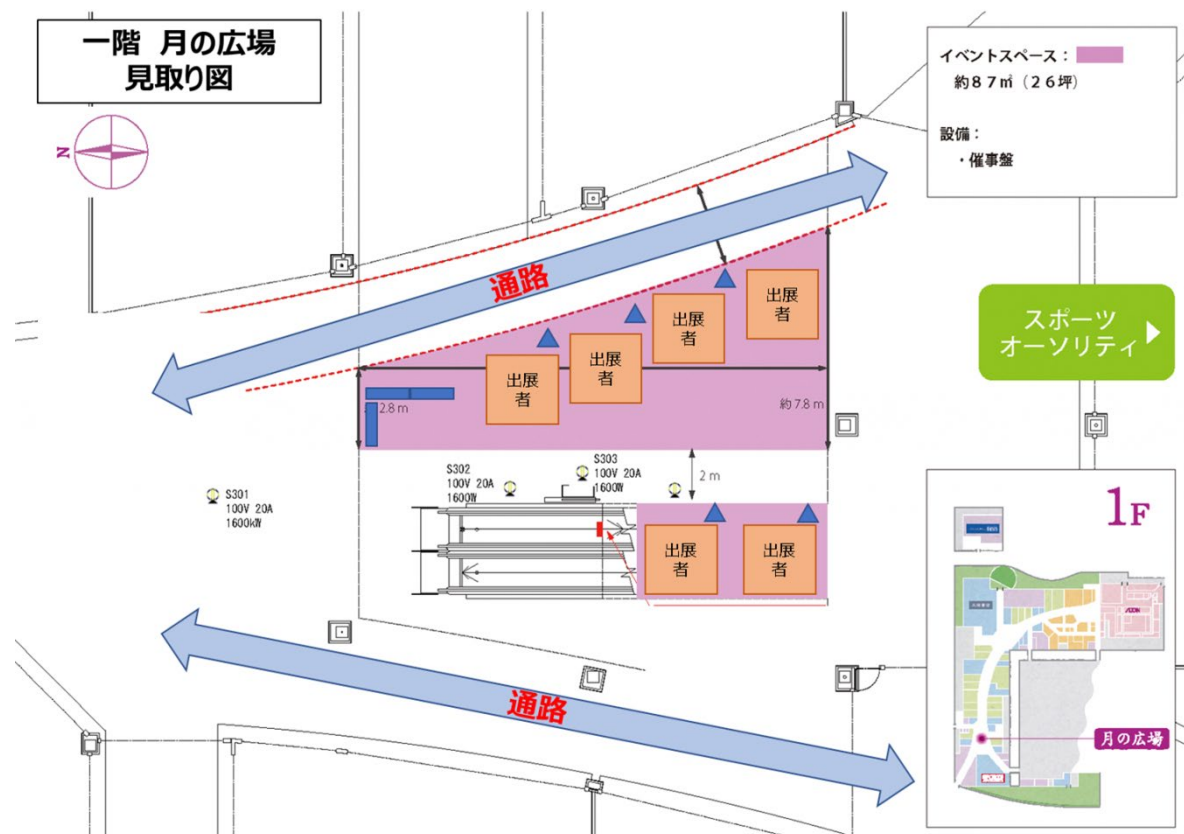 一階 月の広場
見取り図
N
イベントスペース：
約８７㎡（２６坪）
設備：
・催事盤
通路
出展
者
出展
者
出展
者
出展
者
スポーツ
オーソリティ
2.8 m
約 7.8 m
S301
100V 20A
1600kW
S302
100V 20A
1600W
S303
100V 20A
1600W
2 m
出展
者
出展
者
通路
1F
AEON
月の広場